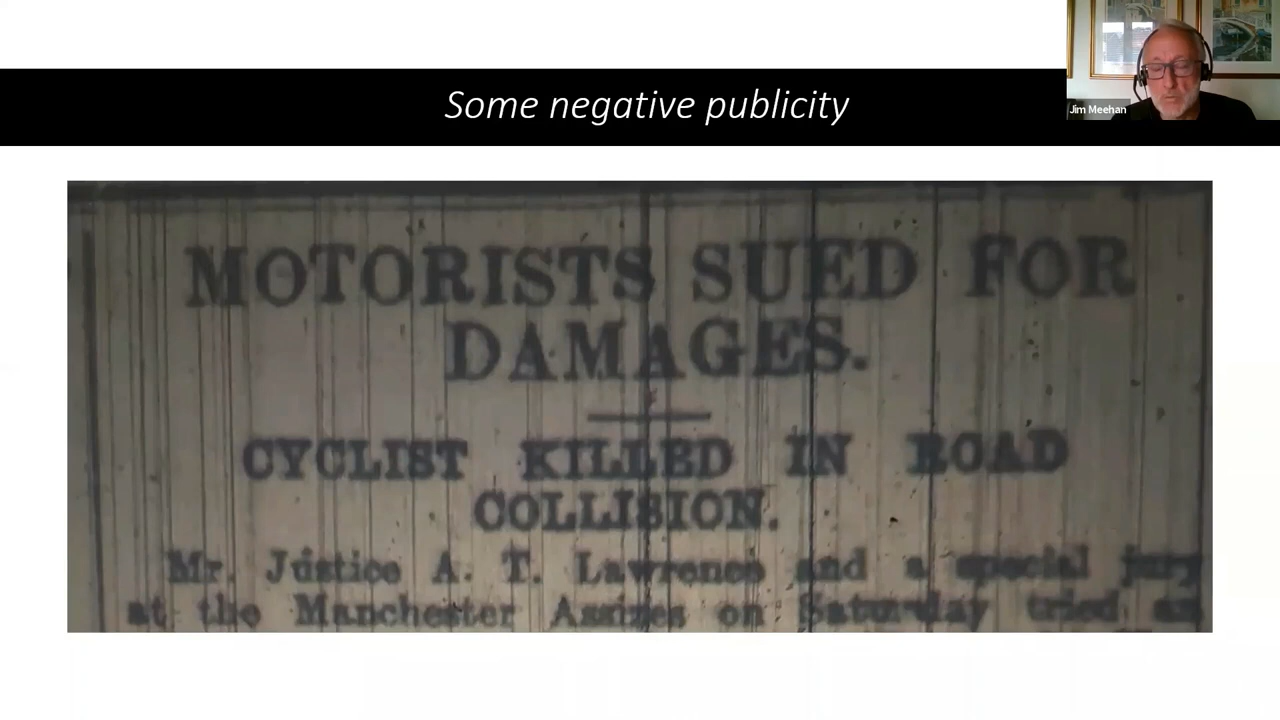 Some negative publicity
Jim Meehan
MOTORISTS SUED FOR
DAMAGES.
CYCLIST KILLED IN ROAD
COLLISION.
Mr. Justice A. T. Lawrence and a special jury
at the Manchester Assizes on Saturday tried an